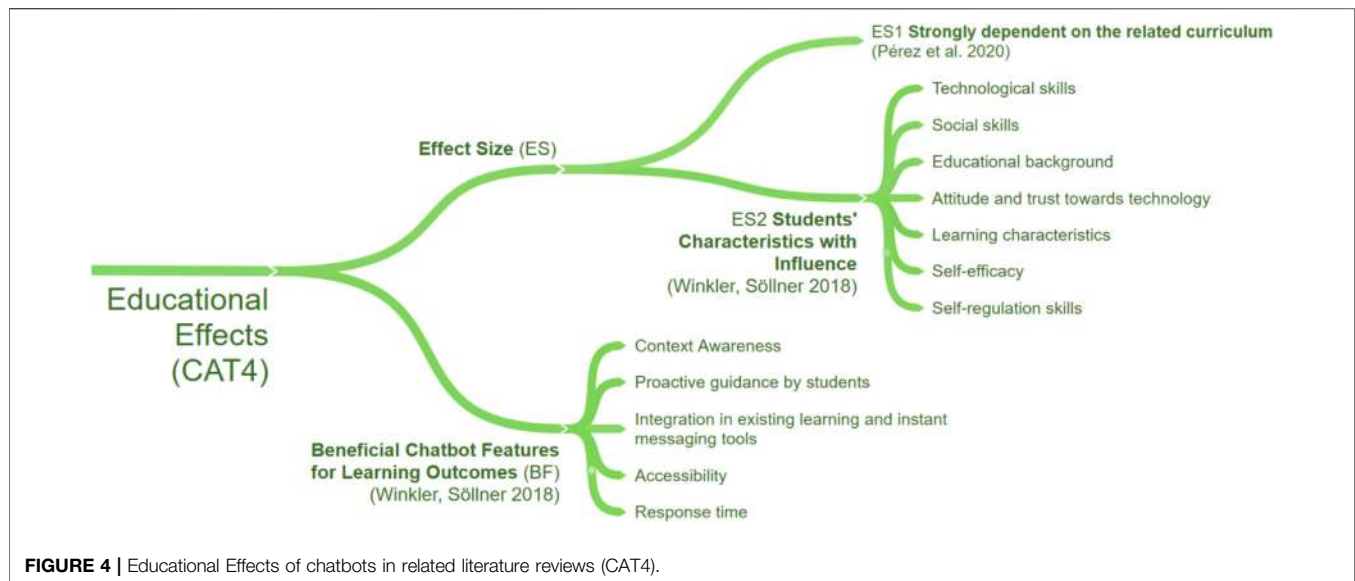 ES1 Strongly dependent on the related curriculum
(Pérez et al. 2020)
Technological skills
Social skills
Effect Size (ES)
Educational background
Attitude and trust towards technology
ES2 Students'
Characteristics with
Influence
(Winkler, Söllner 2018)
Learning characteristics
Self-efficacy
Self-regulation skills
Educational
Effects
(CAT4)
Context Awareness
Proactive guidance by students
Integration in existing learning and instant
messaging tools
Beneficial Chatbot Features
for Learning Outcomes (BF)
(Winkler, Söllner 2018)
Accessibility
Response time
FIGURE 4 | Educational Effects of chatbots in related literature reviews (CAT4).